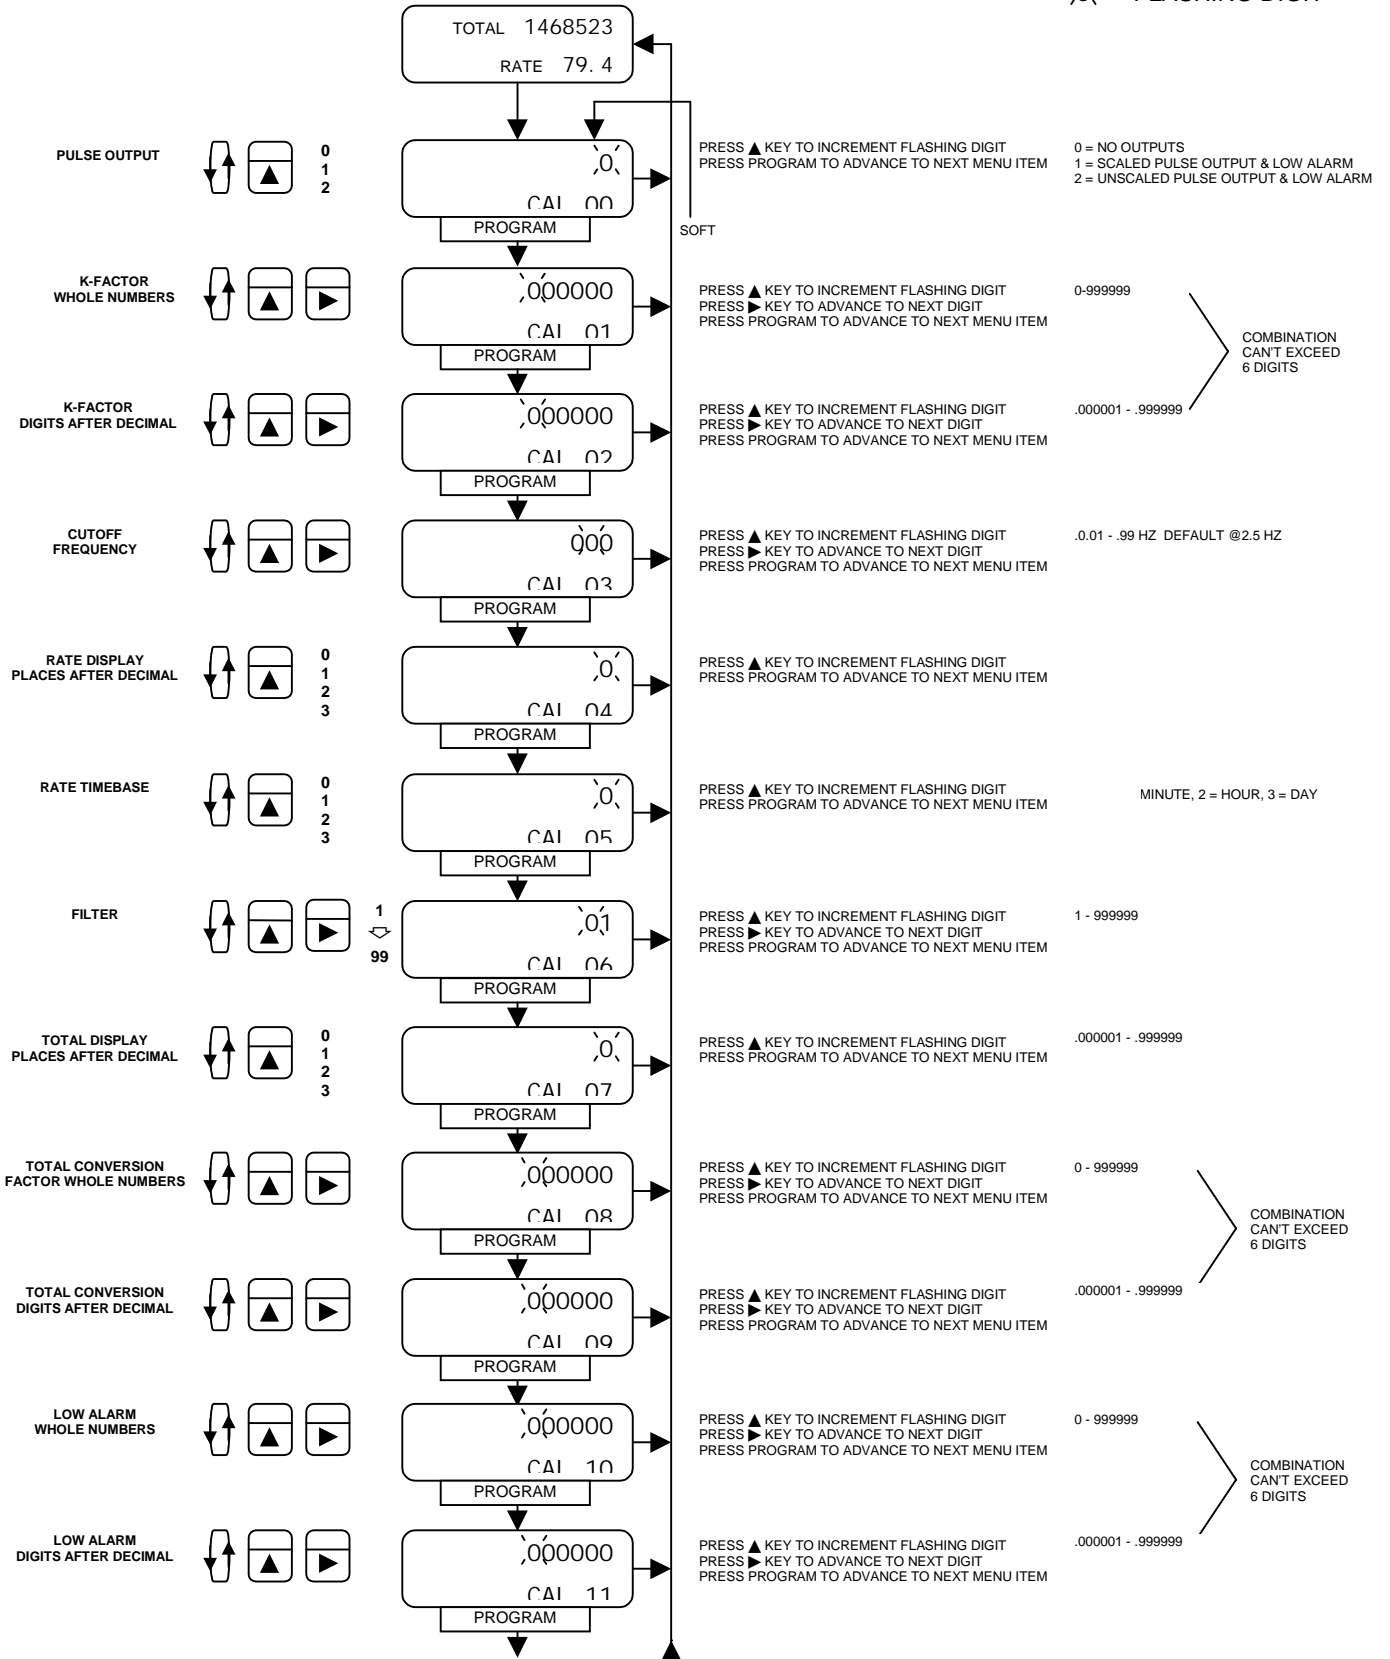 FLASHING DIGIT
TOTAL 1468523
RATE 79.4
PULSE OUTPUT
0
1
2
0
CAL 00
PROGRAM
PRESS ▲ KEY TO INCREMENT FLASHING DIGIT
PRESS PROGRAM TO ADVANCE TO NEXT MENU ITEM
0 = NO OUTPUTS
1 = SCALED PULSE OUTPUT & LOW ALARM
2 = UNSCALED PULSE OUTPUT & LOW ALARM
SOFT
K-FACTOR
WHOLE NUMBERS
000000
CAL 01
PROGRAM
PRESS ▲ KEY TO INCREMENT FLASHING DIGIT
PRESS ▶ KEY TO ADVANCE TO NEXT DIGIT
PRESS PROGRAM TO ADVANCE TO NEXT MENU ITEM
0-999999
COMBINATION
CAN'T EXCEED
6 DIGITS
K-FACTOR
DIGITS AFTER DECIMAL
000000
CAL 02
PROGRAM
PRESS ▲ KEY TO INCREMENT FLASHING DIGIT
PRESS ▶ KEY TO ADVANCE TO NEXT DIGIT
PRESS PROGRAM TO ADVANCE TO NEXT MENU ITEM
.000001 - .999999
CUTOFF
FREQUENCY
000
CAL 03
PROGRAM
PRESS ▲ KEY TO INCREMENT FLASHING DIGIT
PRESS ▶ KEY TO ADVANCE TO NEXT DIGIT
PRESS PROGRAM TO ADVANCE TO NEXT MENU ITEM
.0.01 - .99 HZ DEFAULT @2.5 HZ
RATE DISPLAY
PLACES AFTER DECIMAL
0
1
2
3
0
CAL 04
PROGRAM
PRESS ▲ KEY TO INCREMENT FLASHING DIGIT
PRESS PROGRAM TO ADVANCE TO NEXT MENU ITEM
RATE TIMEBASE
0
1
2
3
0
CAL 05
PROGRAM
PRESS ▲ KEY TO INCREMENT FLASHING DIGIT
PRESS PROGRAM TO ADVANCE TO NEXT MENU ITEM
MINUTE, 2 = HOUR, 3 = DAY
FILTER
1
99
01
CAL 06
PROGRAM
PRESS ▲ KEY TO INCREMENT FLASHING DIGIT
PRESS ▶ KEY TO ADVANCE TO NEXT DIGIT
PRESS PROGRAM TO ADVANCE TO NEXT MENU ITEM
1 - 999999
TOTAL DISPLAY
PLACES AFTER DECIMAL
0
1
2
3
0
CAL 07
PROGRAM
PRESS ▲ KEY TO INCREMENT FLASHING DIGIT
PRESS PROGRAM TO ADVANCE TO NEXT MENU ITEM
.000001 - .999999
TOTAL CONVERSION
FACTOR WHOLE NUMBERS
000000
CAL 08
PROGRAM
PRESS ▲ KEY TO INCREMENT FLASHING DIGIT
PRESS ▶ KEY TO ADVANCE TO NEXT DIGIT
PRESS PROGRAM TO ADVANCE TO NEXT MENU ITEM
0 - 999999
COMBINATION
CAN'T EXCEED
6 DIGITS
TOTAL CONVERSION
DIGITS AFTER DECIMAL
000000
CAL 09
PROGRAM
PRESS ▲ KEY TO INCREMENT FLASHING DIGIT
PRESS ▶ KEY TO ADVANCE TO NEXT DIGIT
PRESS PROGRAM TO ADVANCE TO NEXT MENU ITEM
.000001 - .999999
LOW ALARM
WHOLE NUMBERS
000000
CAL 10
PROGRAM
PRESS ▲ KEY TO INCREMENT FLASHING DIGIT
PRESS ▶ KEY TO ADVANCE TO NEXT DIGIT
PRESS PROGRAM TO ADVANCE TO NEXT MENU ITEM
0 - 999999
COMBINATION
CAN'T EXCEED
6 DIGITS
LOW ALARM
DIGITS AFTER DECIMAL
000000
CAL 11
PROGRAM
PRESS ▲ KEY TO INCREMENT FLASHING DIGIT
PRESS ▶ KEY TO ADVANCE TO NEXT DIGIT
PRESS PROGRAM TO ADVANCE TO NEXT MENU ITEM
.000001 - .999999